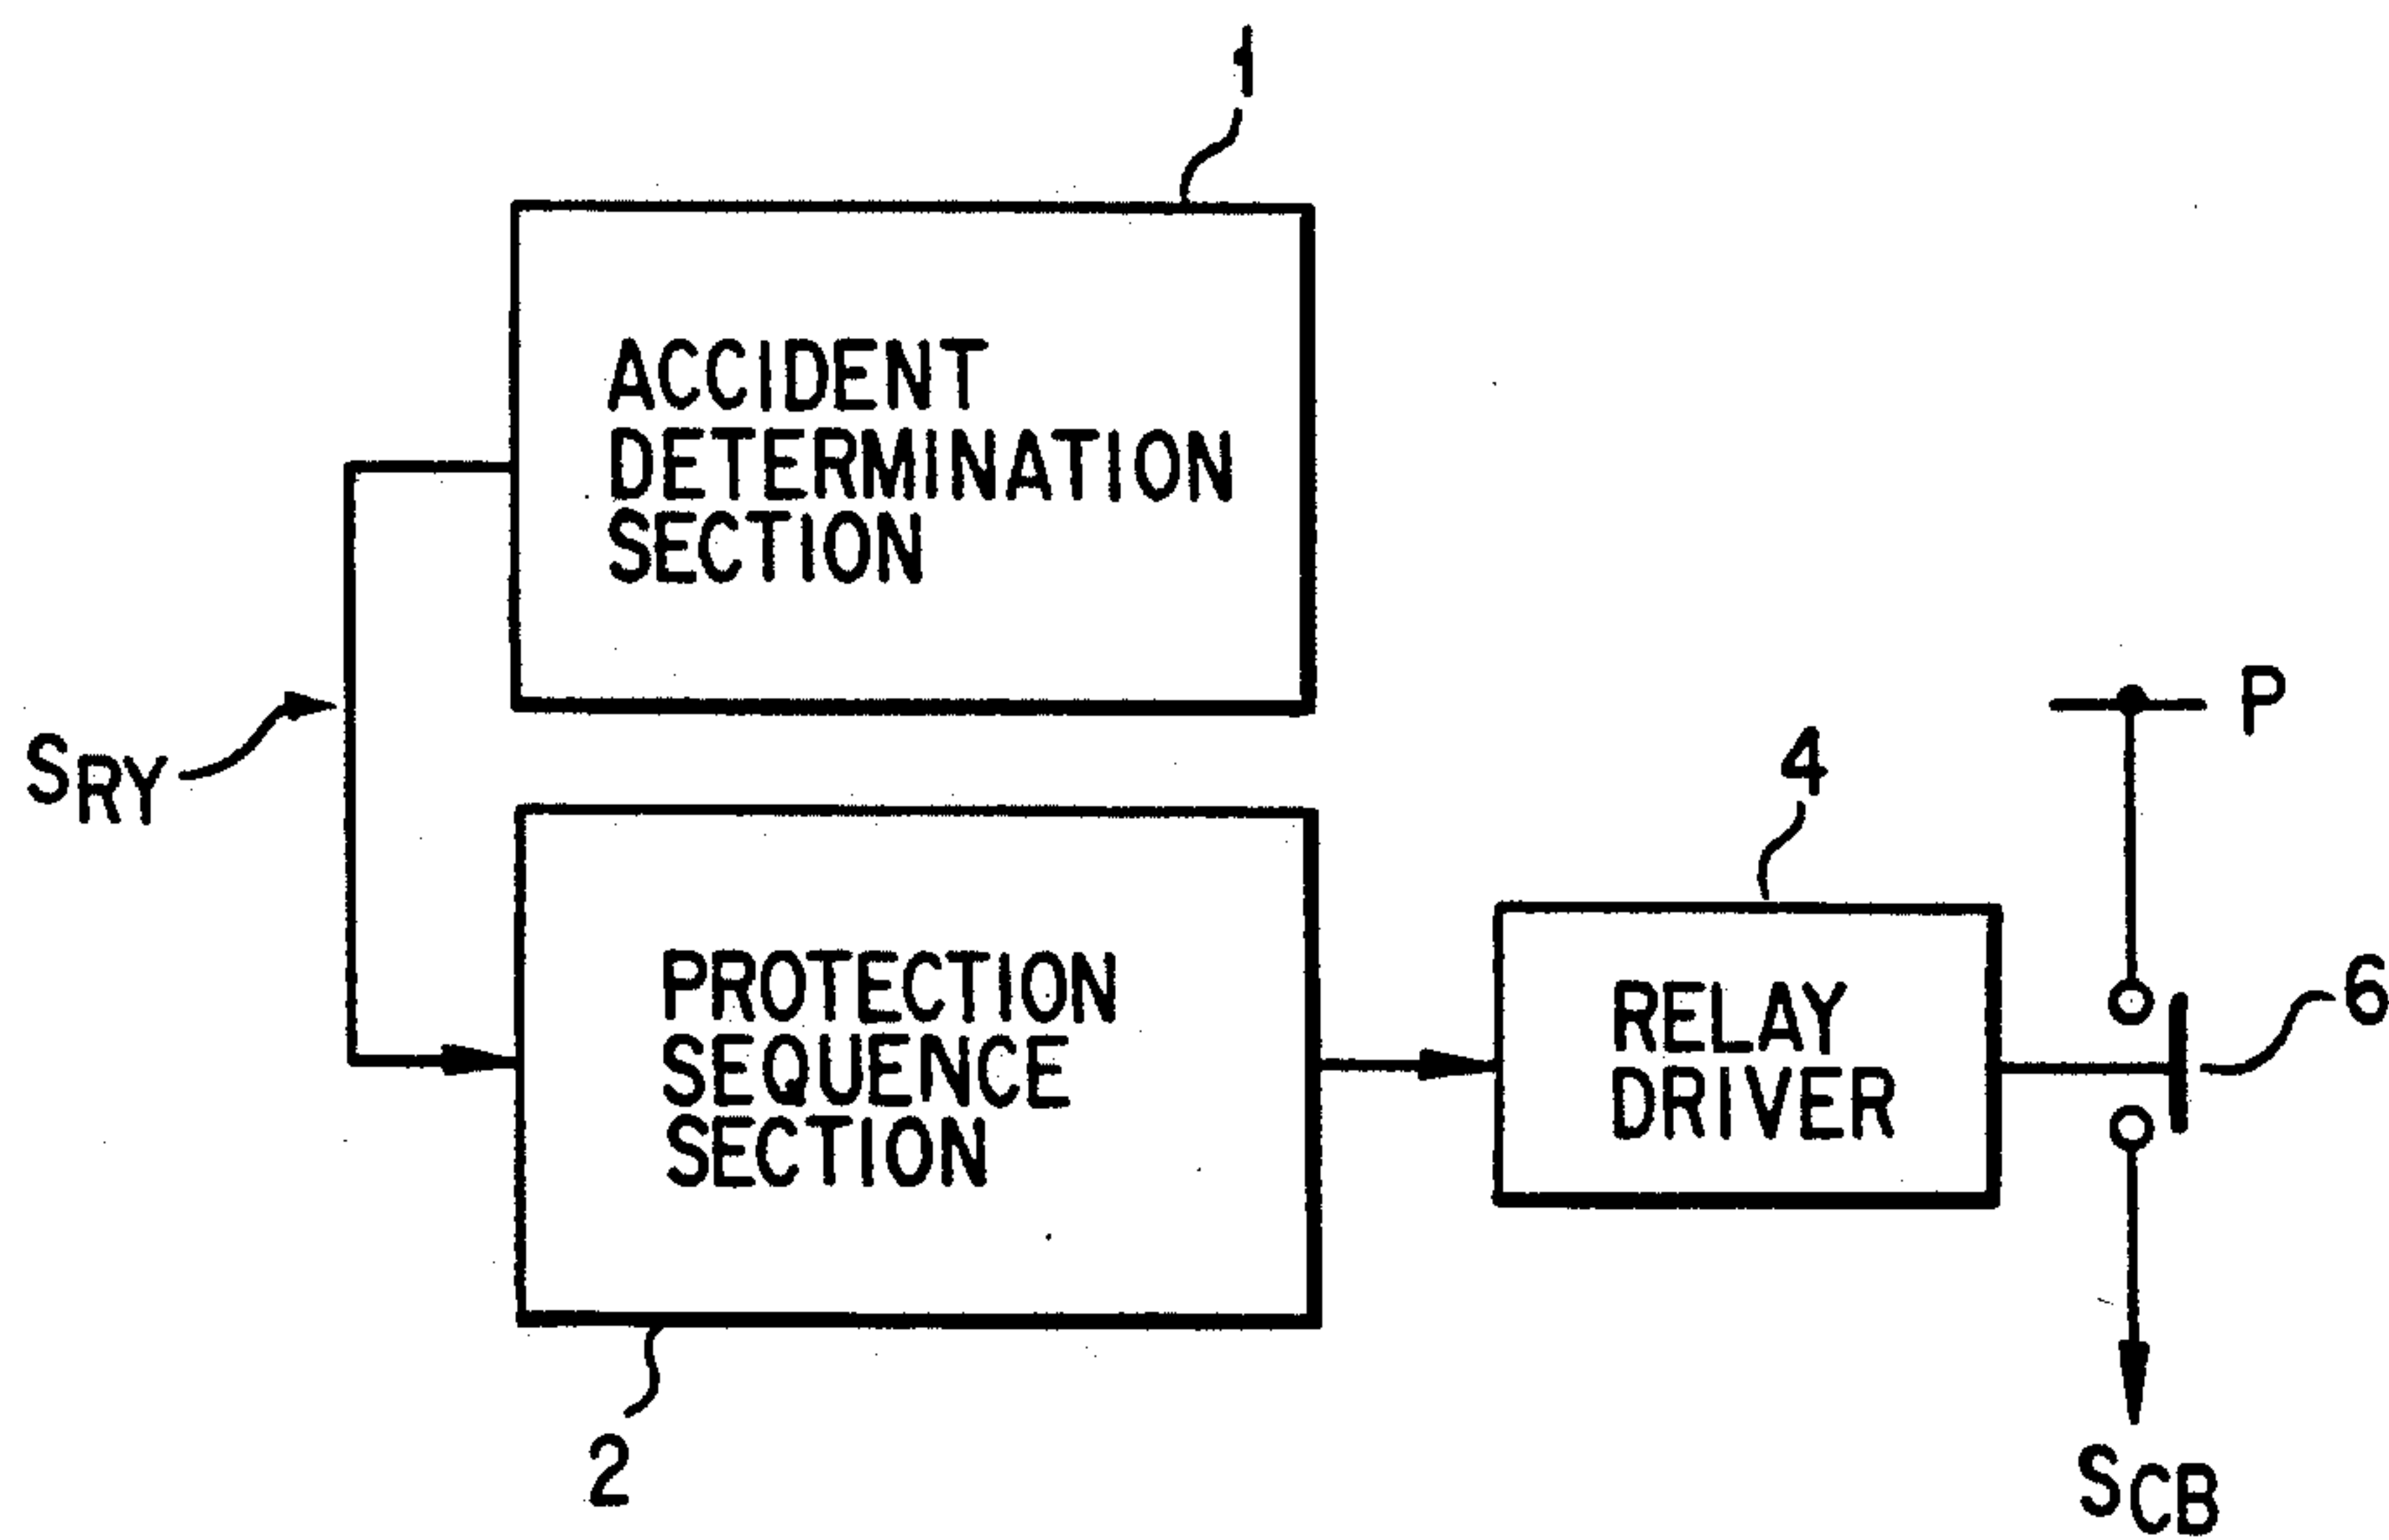 1
ACCIDENT
DETERMINATION
SECTION
SRY
P
4
PROTECTION
SEQUENCE
SECTION
RELAY
DRIVER
6
2
SCB